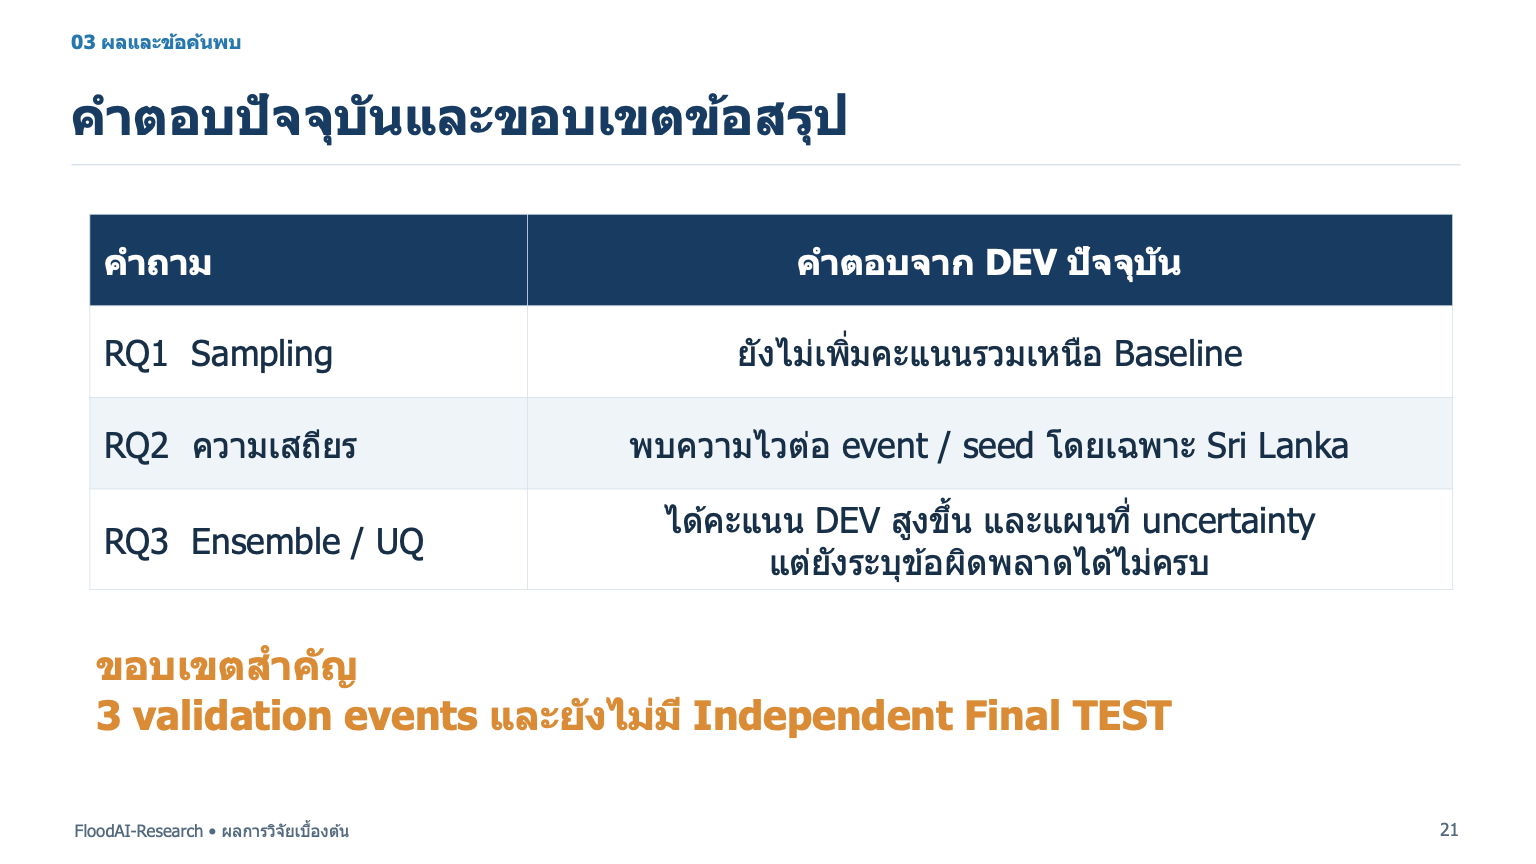 03 ผลและข้อค้นพบ
คำตอบปัจจุบันและขอบเขตข้อสรุป
คำถาม
คำตอบจาก DEV ปัจจุบัน
RQ1 Sampling
ยังไม่เพิ่มคะแนนรวมเหนือ Baseline
RQ2 ความเสถียร
พบความไวต่อ event / seed โดยเฉพาะ Sri Lanka
RQ3 Ensemble / UQ
ได้คะแนน DEV สูงขึ้น และแผนที่ uncertainty
แต่ยังระบุข้อผิดพลาดได้ไม่ครบ
ขอบเขตสำคัญ
3 validation events และยังไม่มี Independent Final TEST
FloodAI-Research • ผลการวิจัยเบื้องต้น
21